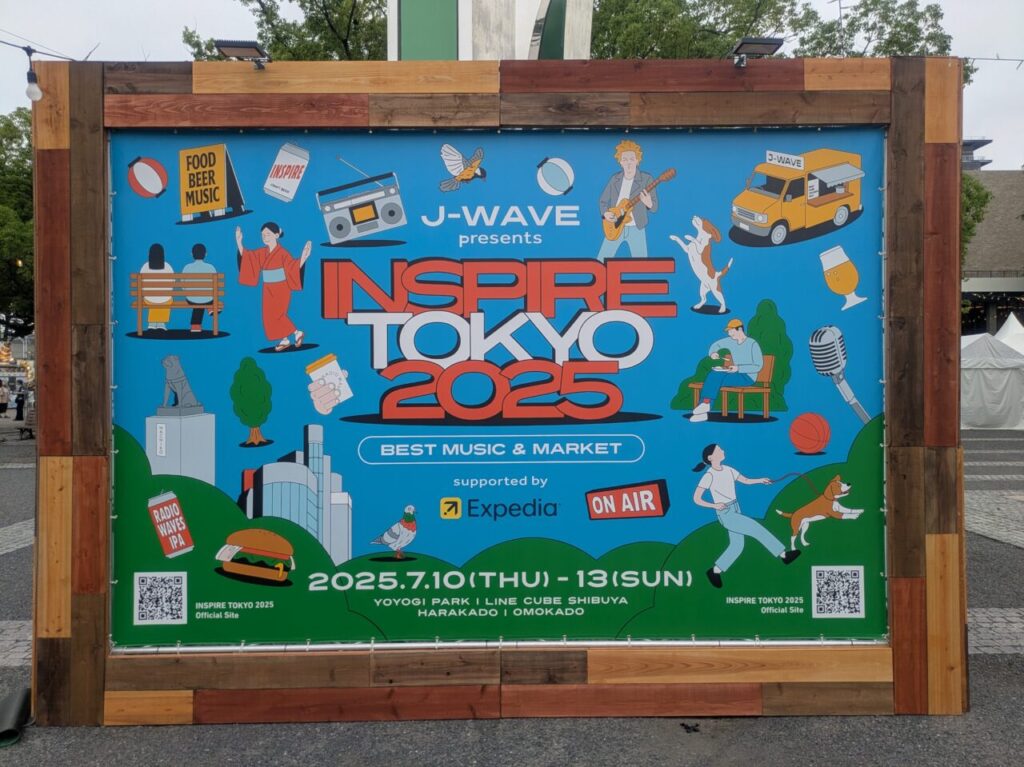 FOOD
BEER
MUSIC
INSPIRE
CRAFT BEER
J-WAVE
J-WAVE
presents
INSPIRE
TOKYO
2025
BEST MUSIC & MARKET
supported by
Expedia
ON AIR
RADIO
WAVES
IPA
2025.7.10(THU) - 13(SUN)
YOYOGI PARK | LINE CUBE SHIBUYA
HARAKADO | OMOKADO
INSPIRE TOKYO 2025
Official Site
INSPIRE TOKYO 2025
Official Site